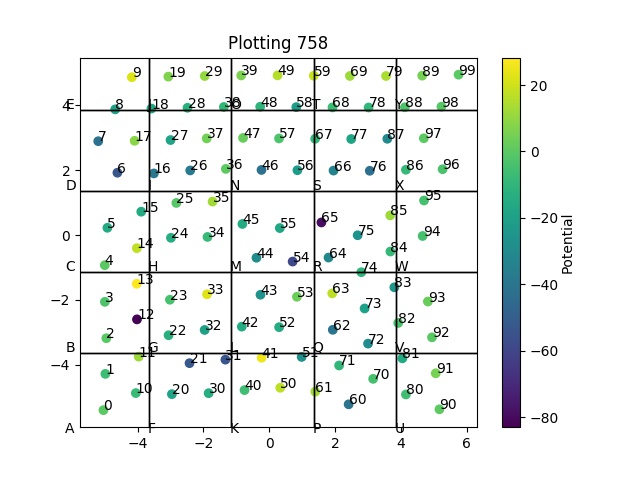 Plotting 758
9 19 29 39 49 59 69 79 89 99
20
4 E 8 18 28 38 O 48 58 T 68 78 Y 88 98
7 17 27 37 47 57 67 77 87 97
0
2 6 16 26 36 46 56 66 76 86 96
D N S X
5 15 25 35 45 55 65 75 85 95
−20
0 14 24 34 44 54 64 74 84 94
C H M R W
Potential
−40
−2 3 13 23 33 43 53 63 73 83 93
2 12 22 32 42 52 62 72 82 92
−60
B G Q V
−4 1 11 21 31 41 51 61 71 81 91
0 10 20 30 40 50 60 70 80 90
−80
A F K P U
−4 −2 0 2 4 6